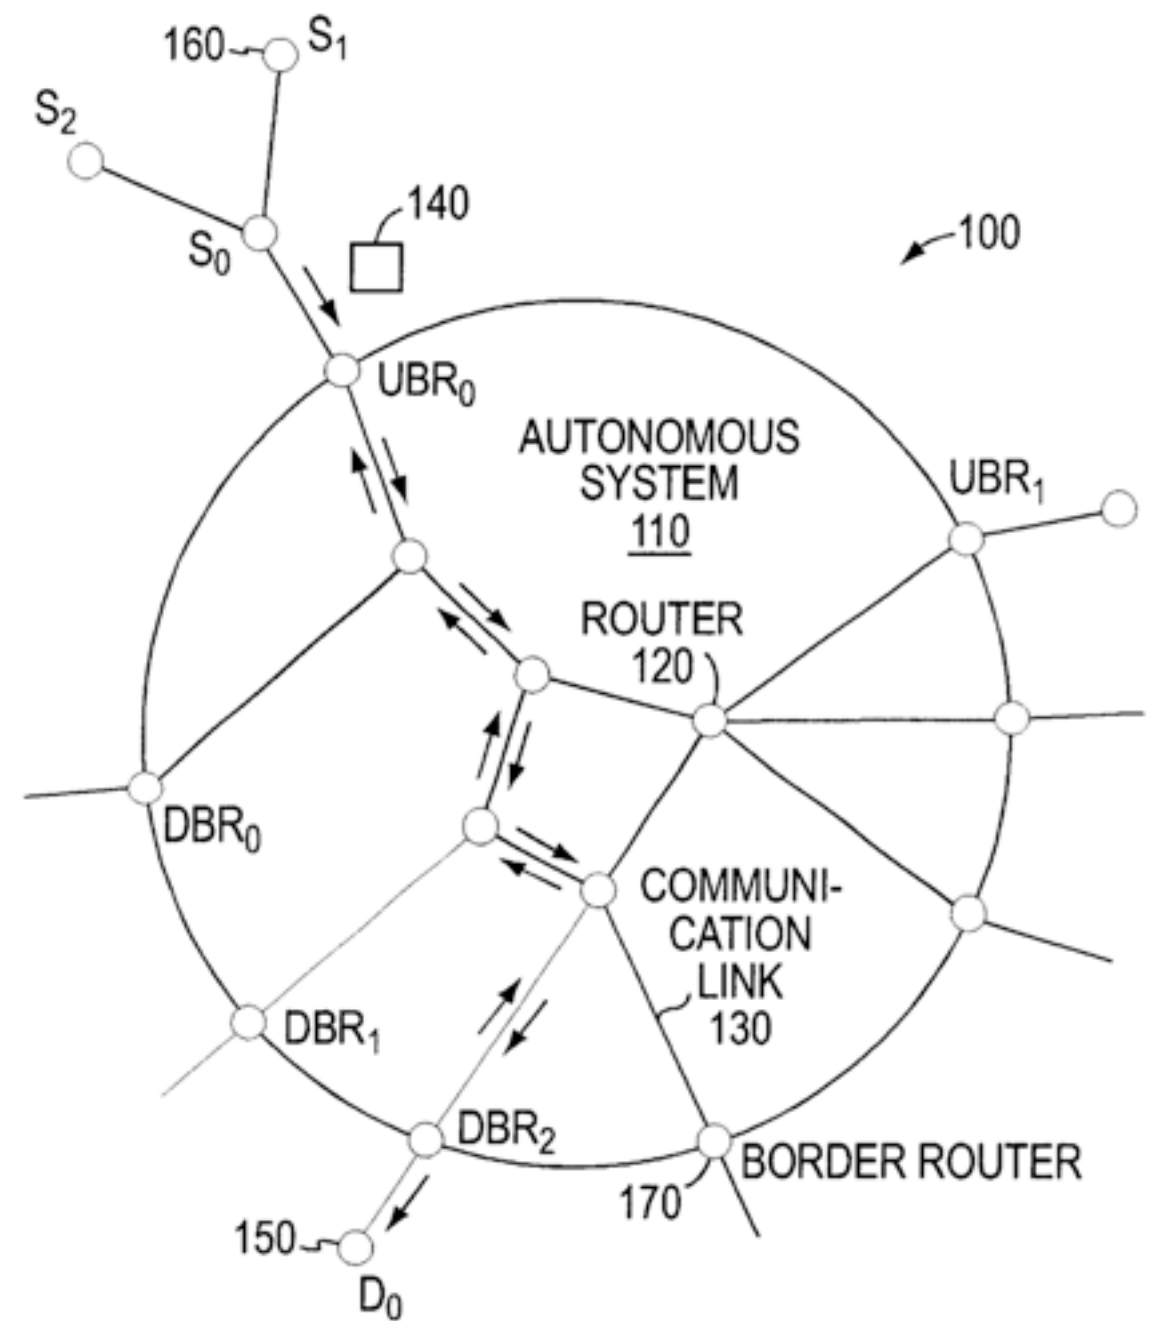 160
S1
S2
S0
140
100
UBR0
AUTONOMOUS
SYSTEM
110
UBR1
ROUTER
120
DBR0
COMMUNI-
CATION
LINK
130
DBR1
DBR2
BORDER ROUTER
170
150
D0